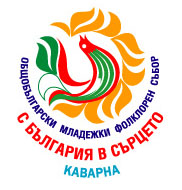 ОБЩОБЪЛГАРСКИ МЛАДЕЖКИ ФОЛКЛОРЕН СЪБОР
С БЪЛГАРИЯ В СЪРЦЕТО
КАВАРНА